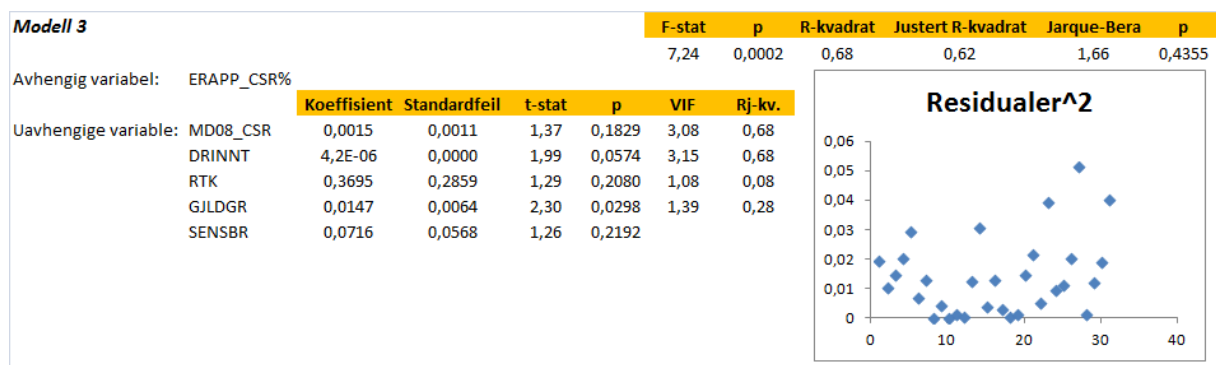 Modell 3 F-stat p R-kvadrat Justert R-kvadrat Jarque-Bera p
7,24 0,0002 0,68 0,62 1,66 0,4355
Avhengig variabel: ERAPP_CSR%
Koeffisient Standardfeil t-stat p VIF Rj-kv.
Uavhengige variable: MD08_CSR 0,0015 0,0011 1,37 0,1829 3,08 0,68
DRINNT 4,2E-06 0,0000 1,99 0,0574 3,15 0,68
RTK 0,3695 0,2859 1,29 0,2080 1,08 0,08
GJLDGR 0,0147 0,0064 2,30 0,0298 1,39 0,28
SENSBR 0,0716 0,0568 1,26 0,2192
Residualer^2
0,06
0,05
0,04
0,03
0,02
0,01
0
0 10 20 30 40